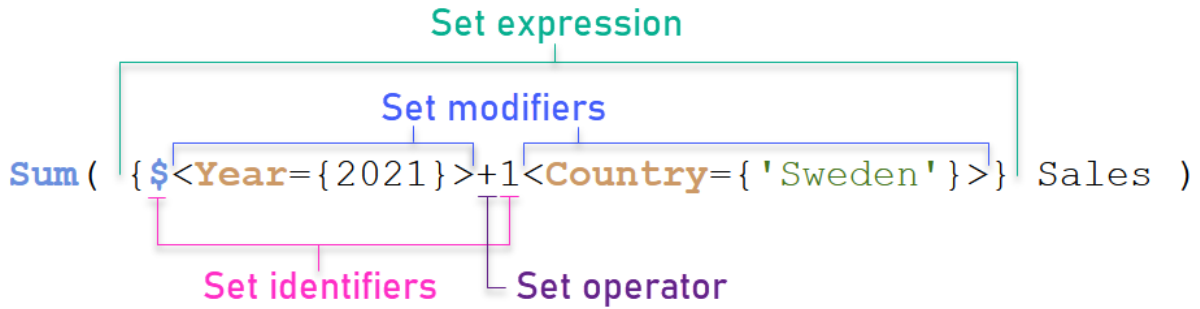 Set expression
Set modifiers
Sum( {$<Year={2021}>+1<Country={'Sweden'}>} Sales )
Set identifiers
Set operator